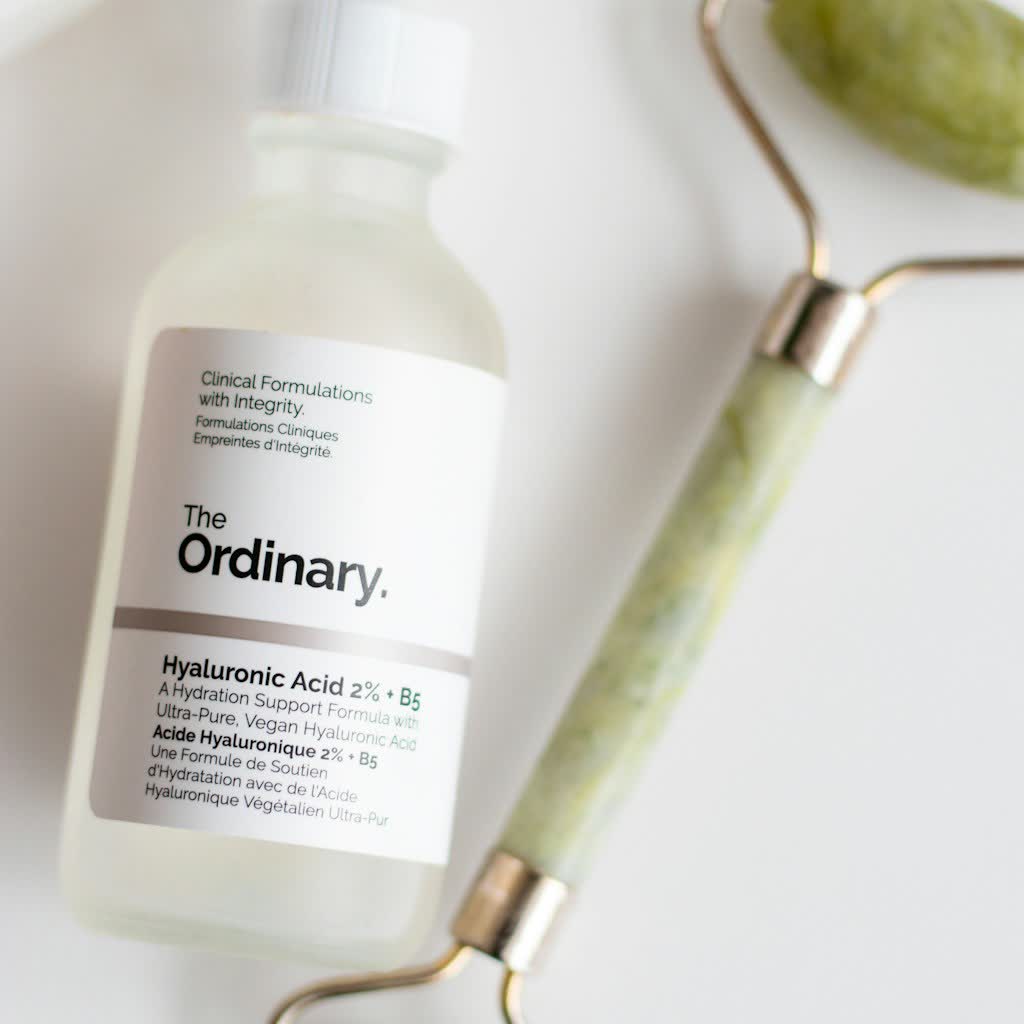 Clinical Formulations
with Integrity.
Formulations Cliniques
Empreintes d'Intégrité.
The
Ordinary.
Hyaluronic Acid 2% + B5
A Hydration Support Formula with
Ultra-Pure, Vegan Hyaluronic Acid
Acide Hyaluronique 2% + B5
Une Formule de Soutien
d'Hydratation avec de l'Acide
Hyaluronique Végétalien Ultra-Pur